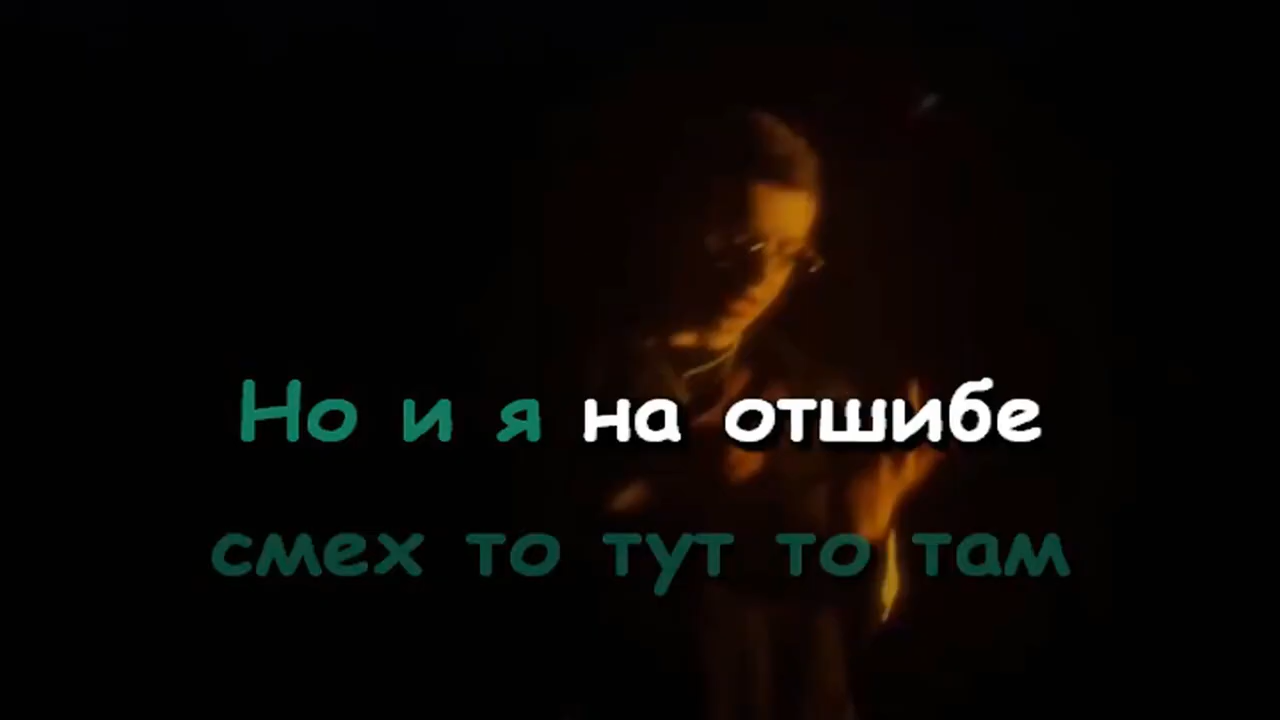 Но и я на отшибе
смех то тут то там